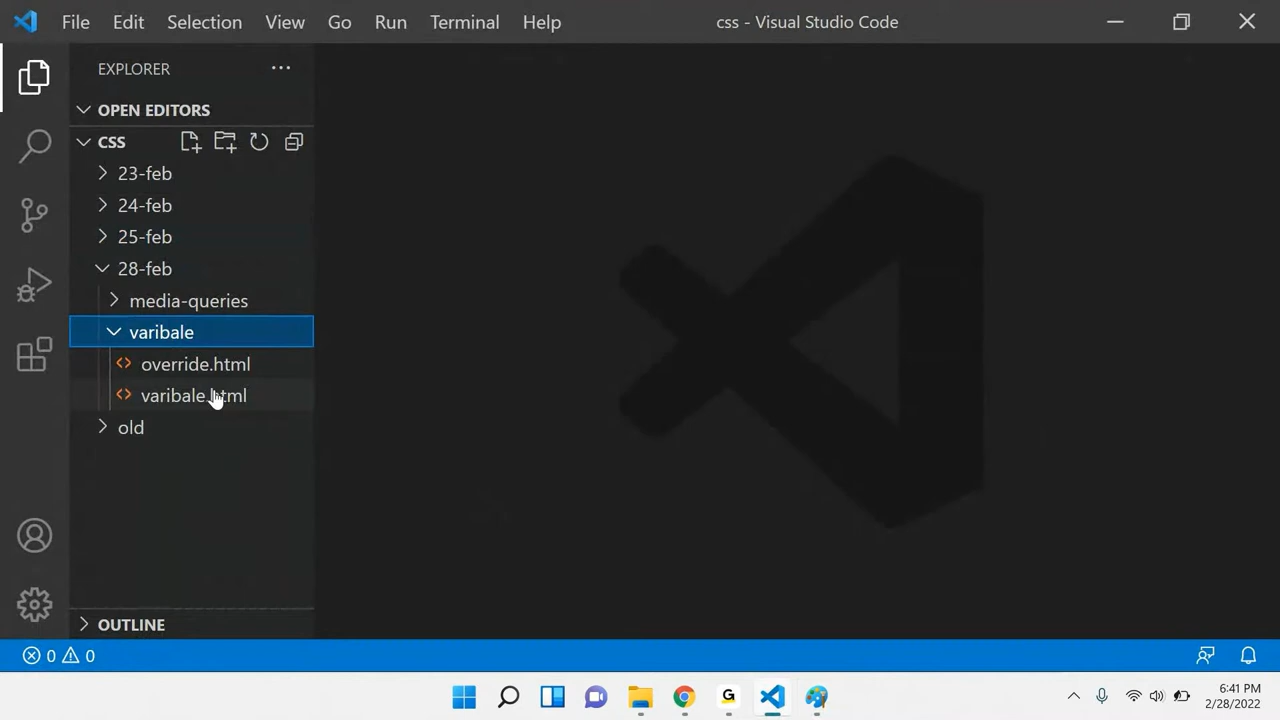 File Edit Selection View Go Run Terminal Help css - Visual Studio Code
EXPLORER
OPEN EDITORS
CSS
23-feb
24-feb
25-feb
28-feb
media-queries
varibale
override.html
varibale.html
old
OUTLINE
0 0
G
6:41 PM
2/28/2022